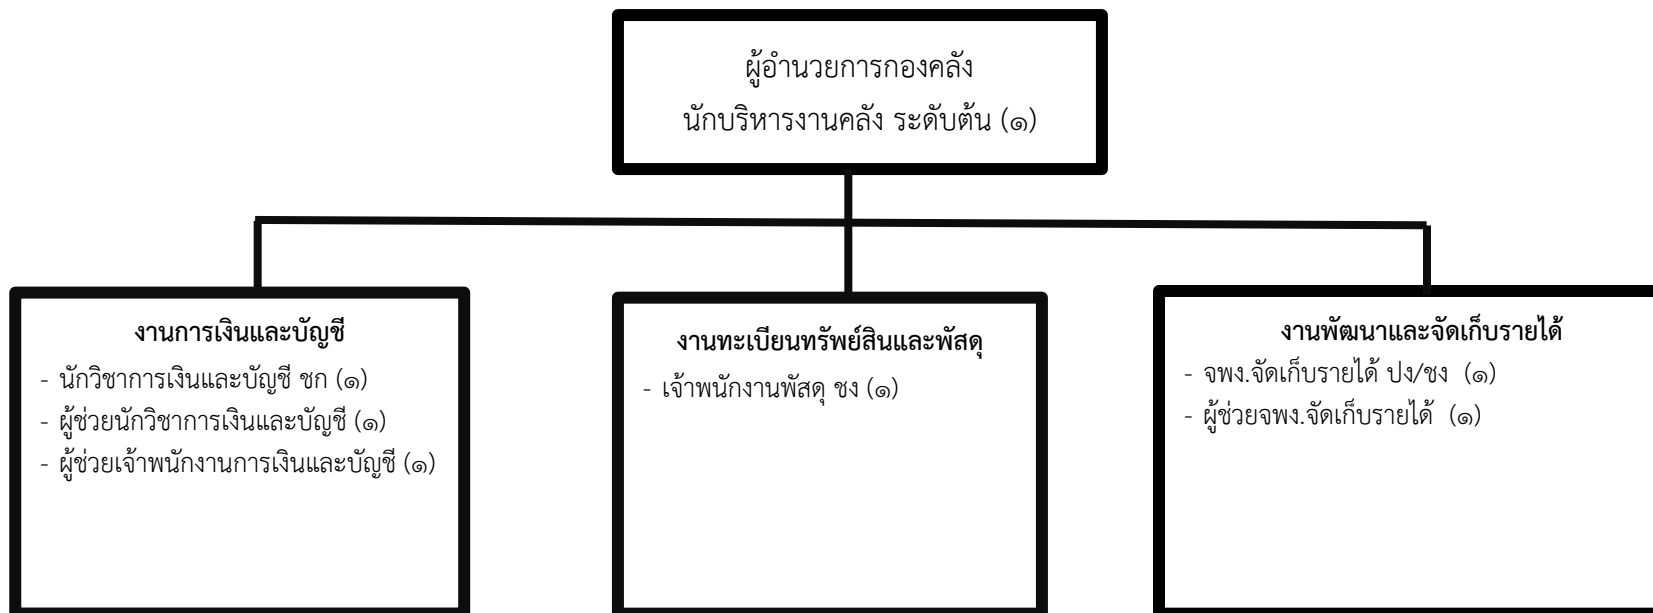 ผู้อำนวยการกองคลัง
นักบริหารงานคลัง ระดับต้น (๑)
งานการเงินและบัญชี
- นักวิชาการเงินและบัญชี ชก (๑)
- ผู้ช่วยนักวิชาการเงินและบัญชี (๑)
- ผู้ช่วยเจ้าพนักงานการเงินและบัญชี (๑)
งานทะเบียนทรัพย์สินและพัสดุ
- เจ้าพนักงานพัสดุ ชง (๑)
งานพัฒนาและจัดเก็บรายได้
- จพง.จัดเก็บรายได้ ปง/ชง (๑)
- ผู้ช่วยจพง.จัดเก็บรายได้ (๑)